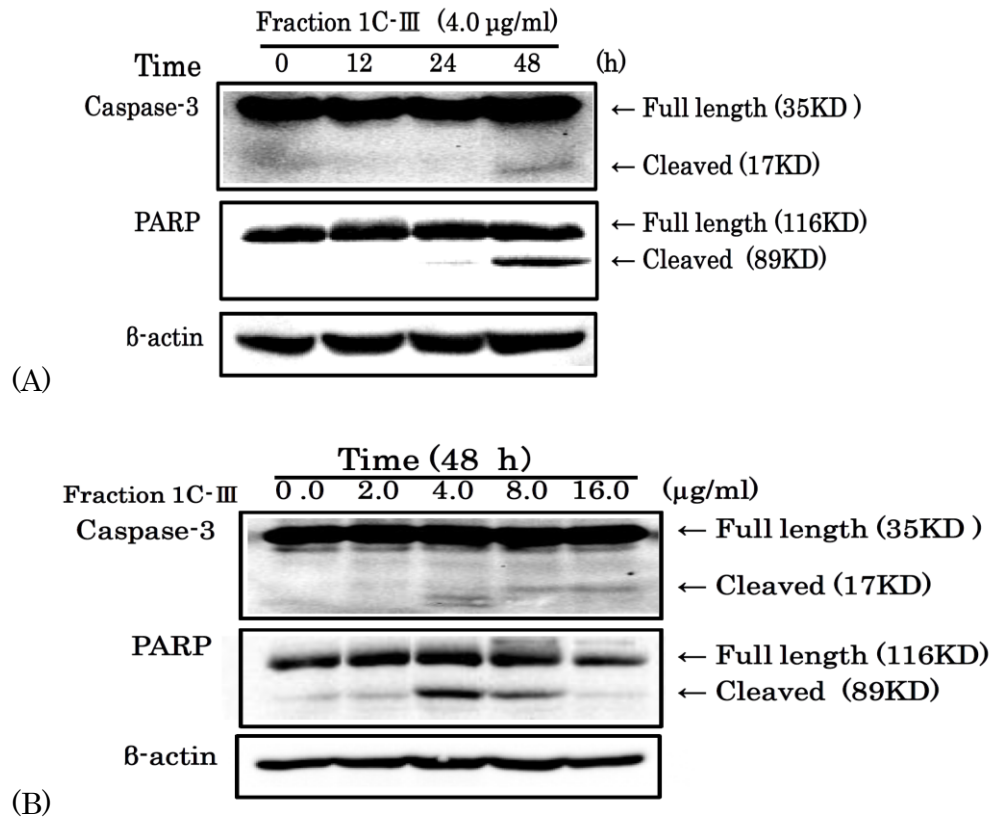 Fraction 1C-Ⅲ (4.0 µg/ml)
Time 0 12 24 48 (h)
Caspase-3 ← Full length (35KD )
← Cleaved (17KD)
PARP ← Full length (116KD)
← Cleaved (89KD)
ß-actin
(A)
Time (48 h)
Fraction 1C-Ⅲ 0 .0 2.0 4.0 8.0 16.0 (µg/ml)
Caspase-3 ← Full length (35KD )
← Cleaved (17KD)
PARP ← Full length (116KD)
← Cleaved (89KD)
ß-actin
(B)